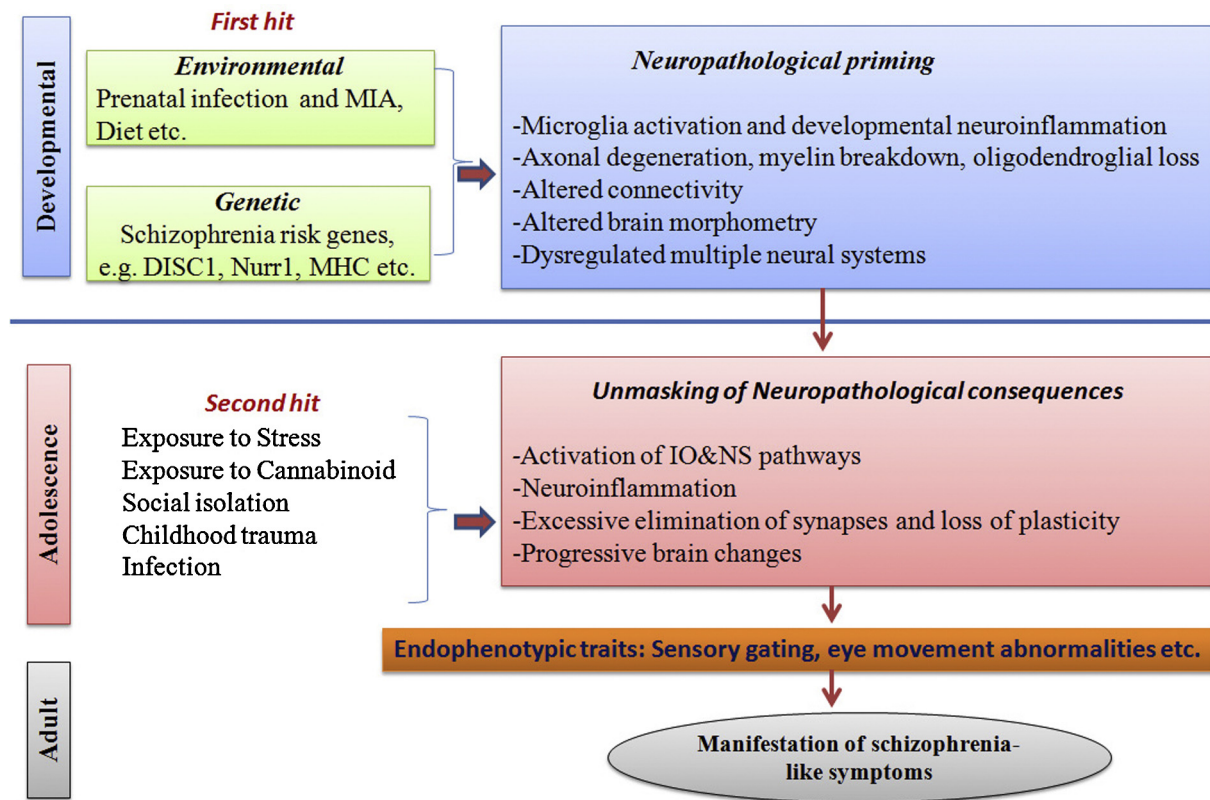 Developmental
First hit
Environmental
Prenatal infection and MIA,
Diet etc.
Genetic
Schizophrenia risk genes,
e.g. DISC1, Nurr1, MHC etc.
Neuropathological priming
-Microglia activation and developmental neuroinflammation
-Axonal degeneration, myelin breakdown, oligodendroglial loss
-Altered connectivity
-Altered brain morphometry
-Dysregulated multiple neural systems
Adolescence
Second hit
Exposure to Stress
Exposure to Cannabinoid
Social isolation
Childhood trauma
Infection
Unmasking of Neuropathological consequences
-Activation of IO&NS pathways
-Neuroinflammation
-Excessive elimination of synapses and loss of plasticity
-Progressive brain changes
Endophenotypic traits: Sensory gating, eye movement abnormalities etc.
Adult
Manifestation of schizophrenia-
like symptoms